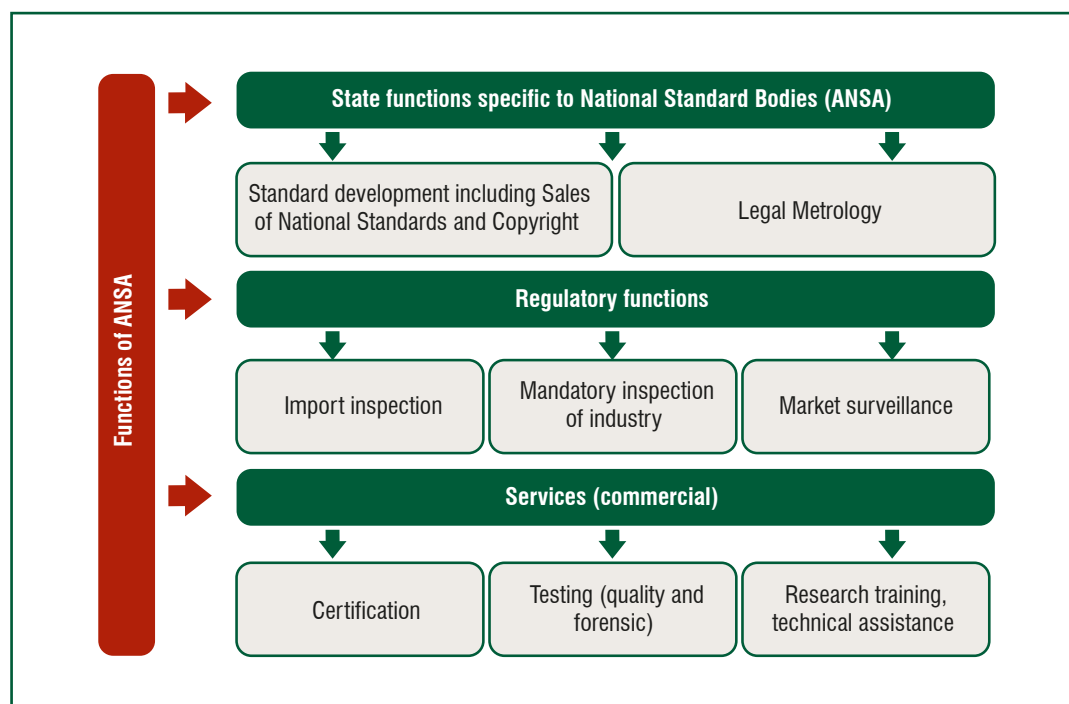 Functions of ANSA
State functions specific to National Standard Bodies (ANSA)
Standard development including Sales
of National Standards and Copyright
Legal Metrology
Regulatory functions
Import inspection
Mandatory inspection
of industry
Market surveillance
Services (commercial)
Certification
Testing (quality and
forensic)
Research training,
technical assistance